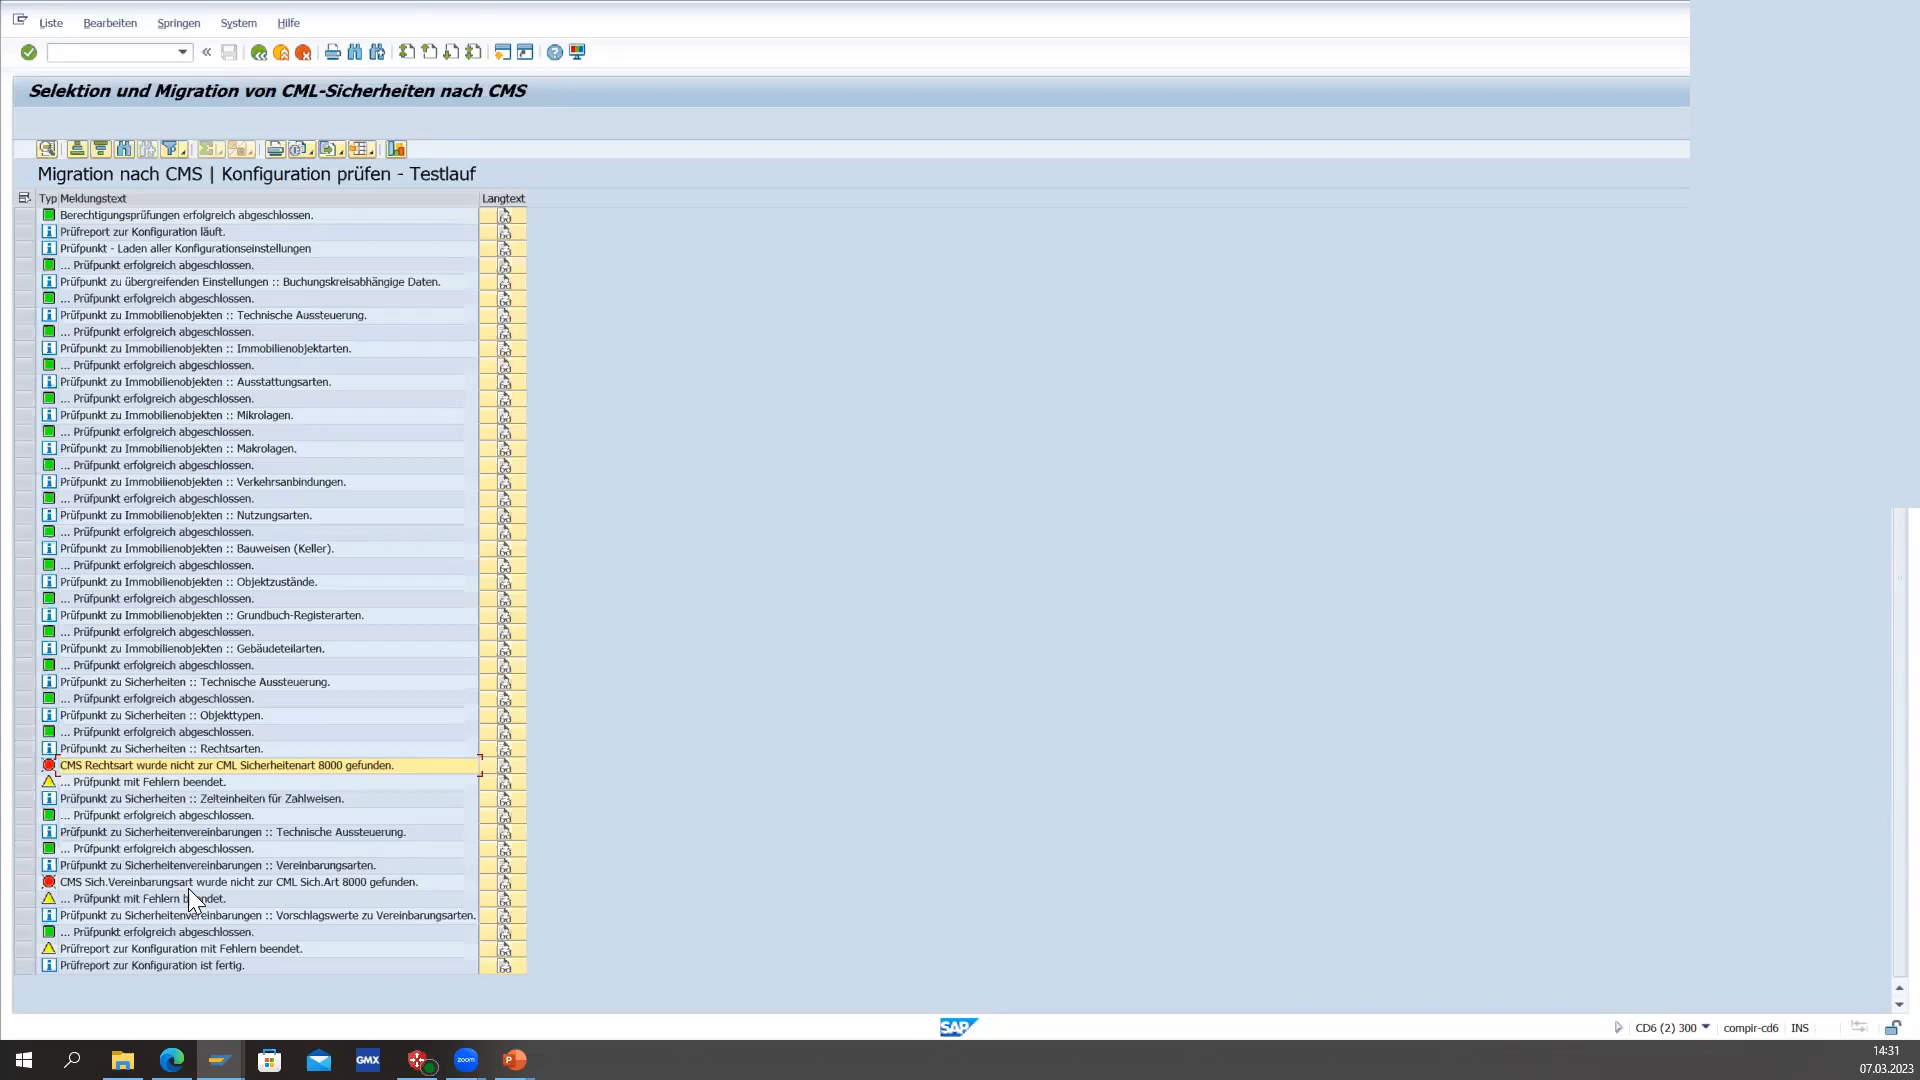 Liste Bearbeiten Springen System Hilfe
Selektion und Migration von CML-Sicherheiten nach CMS
Migration nach CMS | Konfiguration prüfen - Testlauf
Typ Meldungstext Langtext
Berechtigungsprüfungen erfolgreich abgeschlossen.
Prüfreport zur Konfiguration läuft.
Prüfpunkt - Laden aller Konfigurationseinstellungen
... Prüfpunkt erfolgreich abgeschlossen.
Prüfpunkt zu übergreifenden Einstellungen :: Buchungskreisabhängige Daten.
... Prüfpunkt erfolgreich abgeschlossen.
Prüfpunkt zu Immobilienobjekten :: Technische Aussteuerung.
... Prüfpunkt erfolgreich abgeschlossen.
Prüfpunkt zu Immobilienobjekten :: Immobilienobjektarten.
... Prüfpunkt erfolgreich abgeschlossen.
Prüfpunkt zu Immobilienobjekten :: Ausstattungsarten.
... Prüfpunkt erfolgreich abgeschlossen.
Prüfpunkt zu Immobilienobjekten :: Mikrolagen.
... Prüfpunkt erfolgreich abgeschlossen.
Prüfpunkt zu Immobilienobjekten :: Makrolagen.
... Prüfpunkt erfolgreich abgeschlossen.
Prüfpunkt zu Immobilienobjekten :: Verkehrsanbindungen.
... Prüfpunkt erfolgreich abgeschlossen.
Prüfpunkt zu Immobilienobjekten :: Nutzungsarten.
... Prüfpunkt erfolgreich abgeschlossen.
Prüfpunkt zu Immobilienobjekten :: Bauweisen (Keller).
... Prüfpunkt erfolgreich abgeschlossen.
Prüfpunkt zu Immobilienobjekten :: Objektzustände.
... Prüfpunkt erfolgreich abgeschlossen.
Prüfpunkt zu Immobilienobjekten :: Grundbuch-Registerarten.
... Prüfpunkt erfolgreich abgeschlossen.
Prüfpunkt zu Immobilienobjekten :: Gebäudeteilarten.
... Prüfpunkt erfolgreich abgeschlossen.
Prüfpunkt zu Sicherheiten :: Technische Aussteuerung.
... Prüfpunkt erfolgreich abgeschlossen.
Prüfpunkt zu Sicherheiten :: Objekttypen.
... Prüfpunkt erfolgreich abgeschlossen.
Prüfpunkt zu Sicherheiten :: Rechtsarten.
CMS Rechtsart wurde nicht zur CML Sicherheitenart 8000 gefunden.
... Prüfpunkt mit Fehlern beendet.
Prüfpunkt zu Sicherheiten :: Zeiteinheiten für Zahlweisen.
... Prüfpunkt erfolgreich abgeschlossen.
Prüfpunkt zu Sicherheitenvereinbarungen :: Technische Aussteuerung.
... Prüfpunkt erfolgreich abgeschlossen.
Prüfpunkt zu Sicherheitenvereinbarungen :: Vereinbarungsarten.
CMS Sich.Vereinbarungsart wurde nicht zur CML Sich.Art 8000 gefunden.
... Prüfpunkt mit Fehlern beendet.
Prüfpunkt zu Sicherheitenvereinbarungen :: Vorschlagswerte zu Vereinbarungsarten.
... Prüfpunkt erfolgreich abgeschlossen.
Prüfreport zur Konfiguration mit Fehlern beendet.
Prüfreport zur Konfiguration ist fertig.
SAP CD6 (2) 300 compir-cd6 INS
GMX zoom P 14:31
07.03.2023